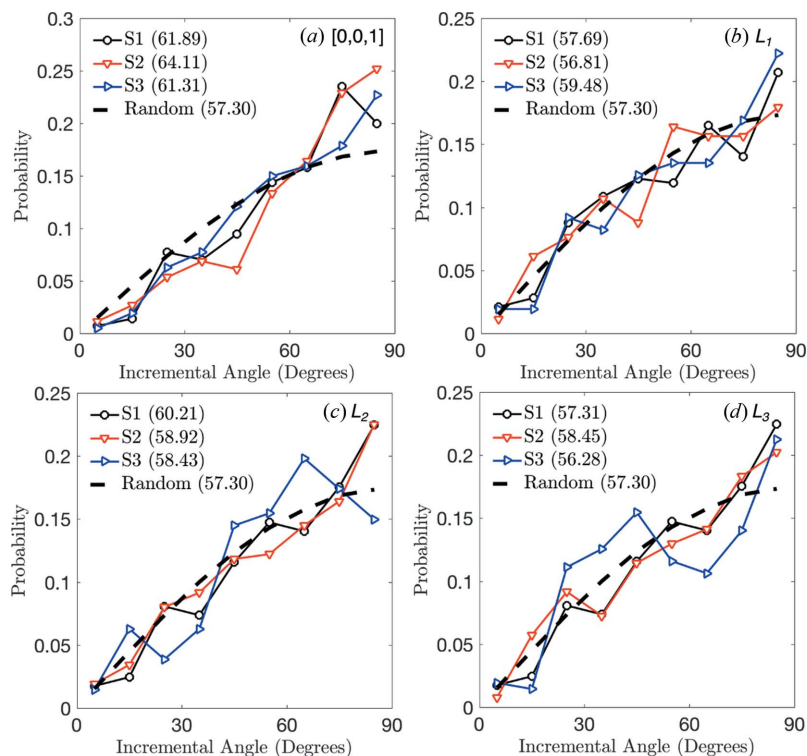 (a) [0,0,1]
S1 (61.89)
S2 (64.11)
S3 (61.31)
Random (57.30)
Probability
0.3
0.25
0.2
0.15
0.1
0.05
0
0 30 60 90
Incremental Angle (Degrees)
(b) L1
S1 (57.69)
S2 (56.81)
S3 (59.48)
Random (57.30)
Probability
0.25
0.2
0.15
0.1
0.05
0
0 30 60 90
Incremental Angle (Degrees)
(c) L2
S1 (60.21)
S2 (58.92)
S3 (58.43)
Random (57.30)
Probability
0.25
0.2
0.15
0.1
0.05
0
0 30 60 90
Incremental Angle (Degrees)
(d) L3
S1 (57.31)
S2 (58.45)
S3 (56.28)
Random (57.30)
Probability
0.25
0.2
0.15
0.1
0.05
0
0 30 60 90
Incremental Angle (Degrees)